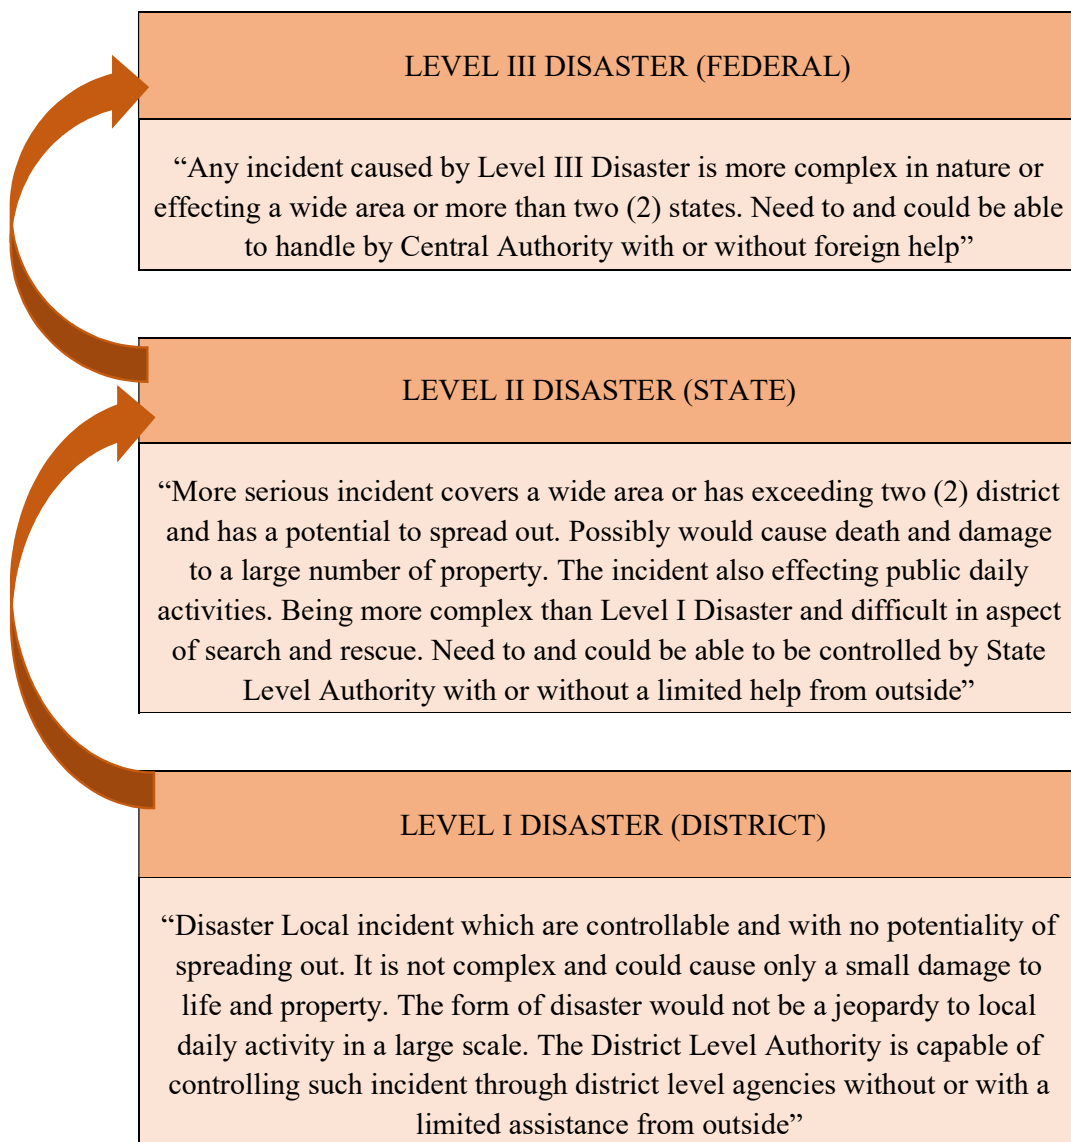 LEVEL III DISASTER (FEDERAL)
“Any incident caused by Level III Disaster is more complex in nature or
effecting a wide area or more than two (2) states. Need to and could be able
to handle by Central Authority with or without foreign help”
LEVEL II DISASTER (STATE)
“More serious incident covers a wide area or has exceeding two (2) district
and has a potential to spread out. Possibly would cause death and damage
to a large number of property. The incident also effecting public daily
activities. Being more complex than Level I Disaster and difficult in aspect
of search and rescue. Need to and could be able to be controlled by State
Level Authority with or without a limited help from outside”
LEVEL I DISASTER (DISTRICT)
“Disaster Local incident which are controllable and with no potentiality of
spreading out. It is not complex and could cause only a small damage to
life and property. The form of disaster would not be a jeopardy to local
daily activity in a large scale. The District Level Authority is capable of
controlling such incident through district level agencies without or with a
limited assistance from outside”